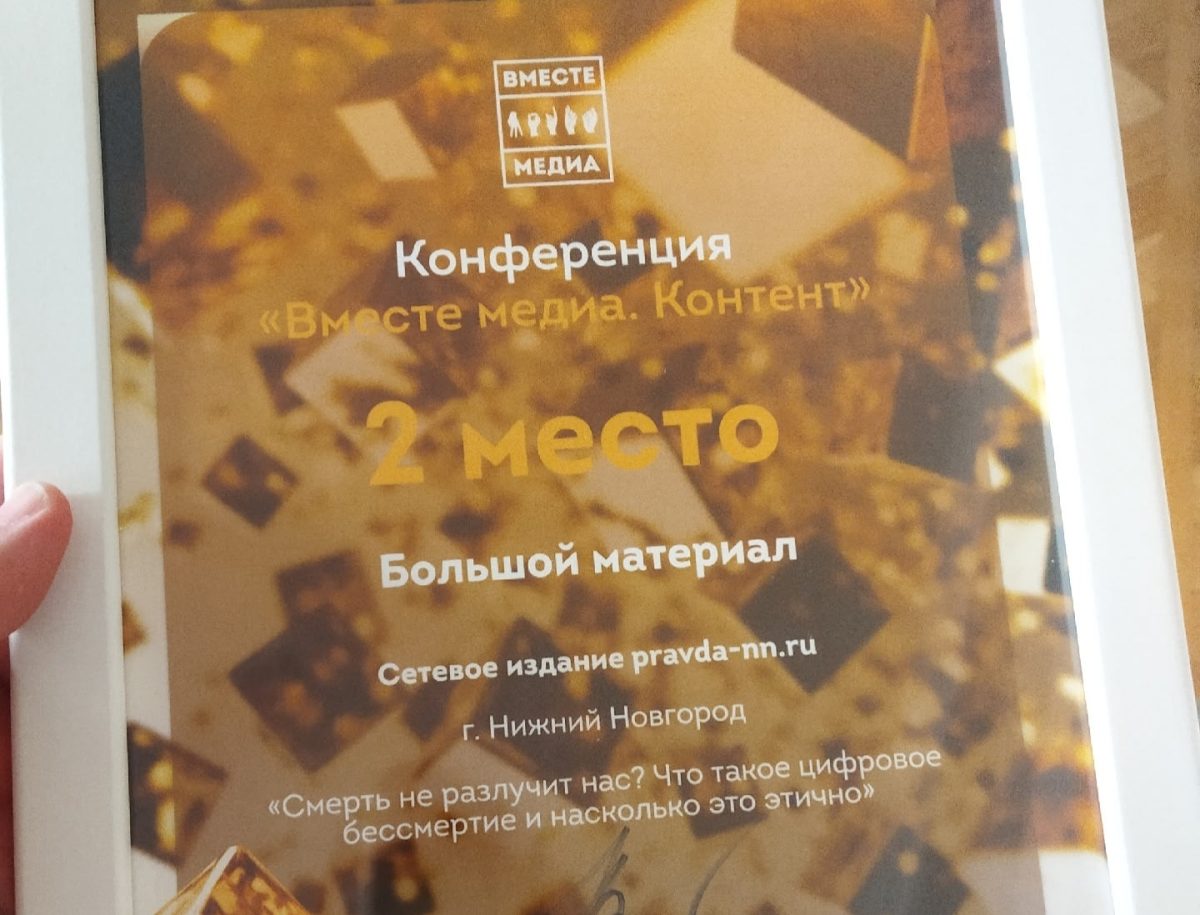 ВМЕСТЕ
МЕДИА
Конференция
«Вместе медиа. Контент»
2 место
Большой материал
Сетевое издание pravda-nn.ru
г. Нижний Новгород
«Смерть не разлучит нас? Что такое цифровое
бессмертие и насколько это этично»